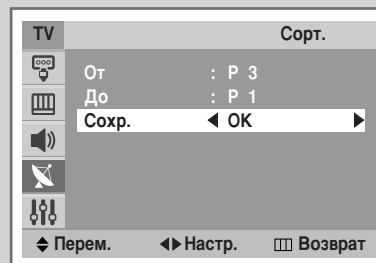 TV Сорт.
От : P 3
До : P 1
Сохр. ◀ OK ▶
Перем. Настр. Возврат